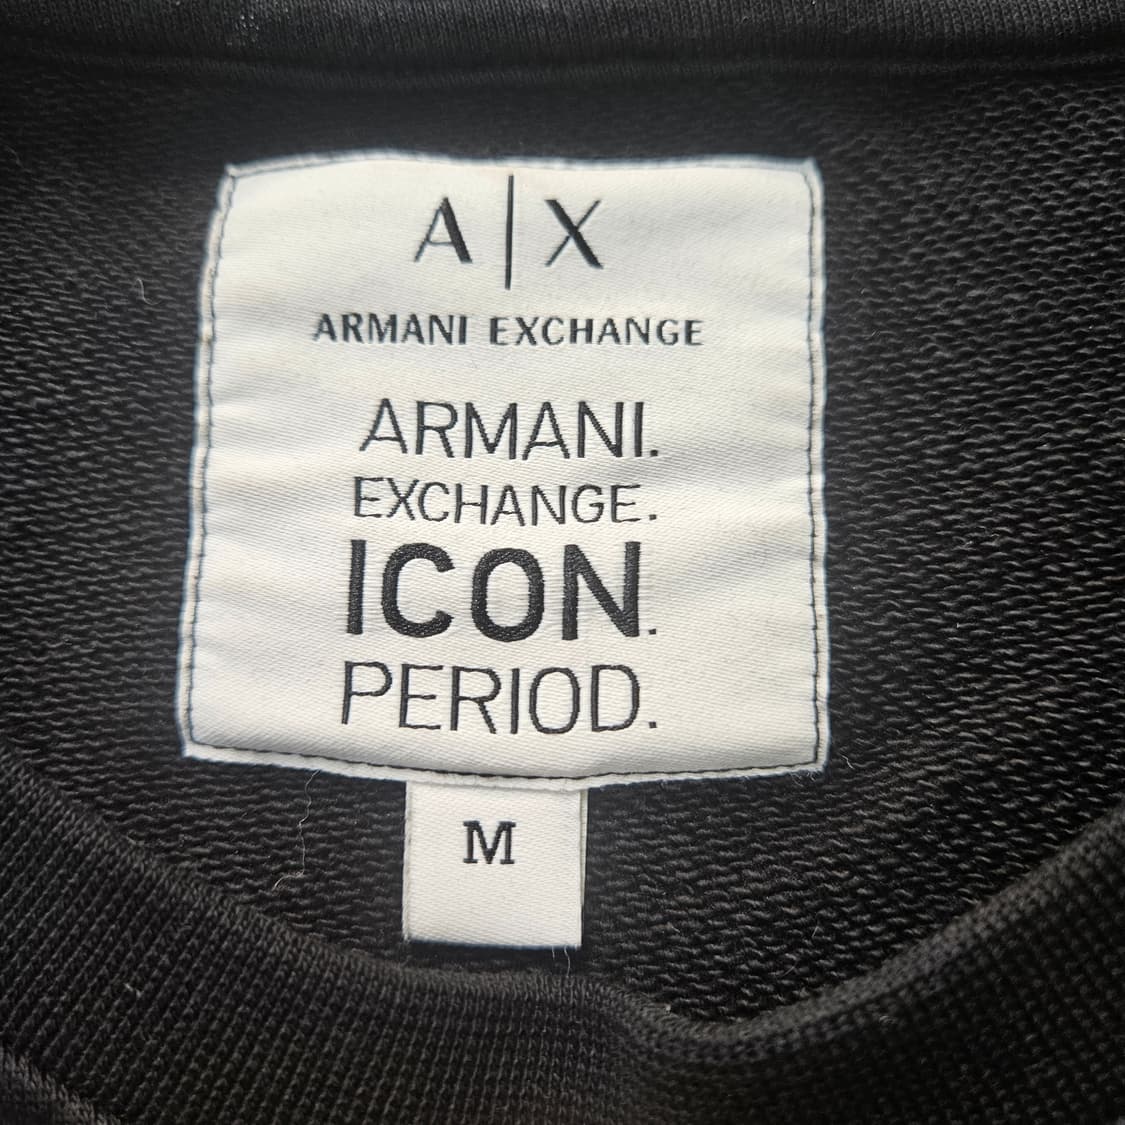 A|X
ARMANI EXCHANGE
ARMANI.
EXCHANGE.
ICON.
PERIOD.
M